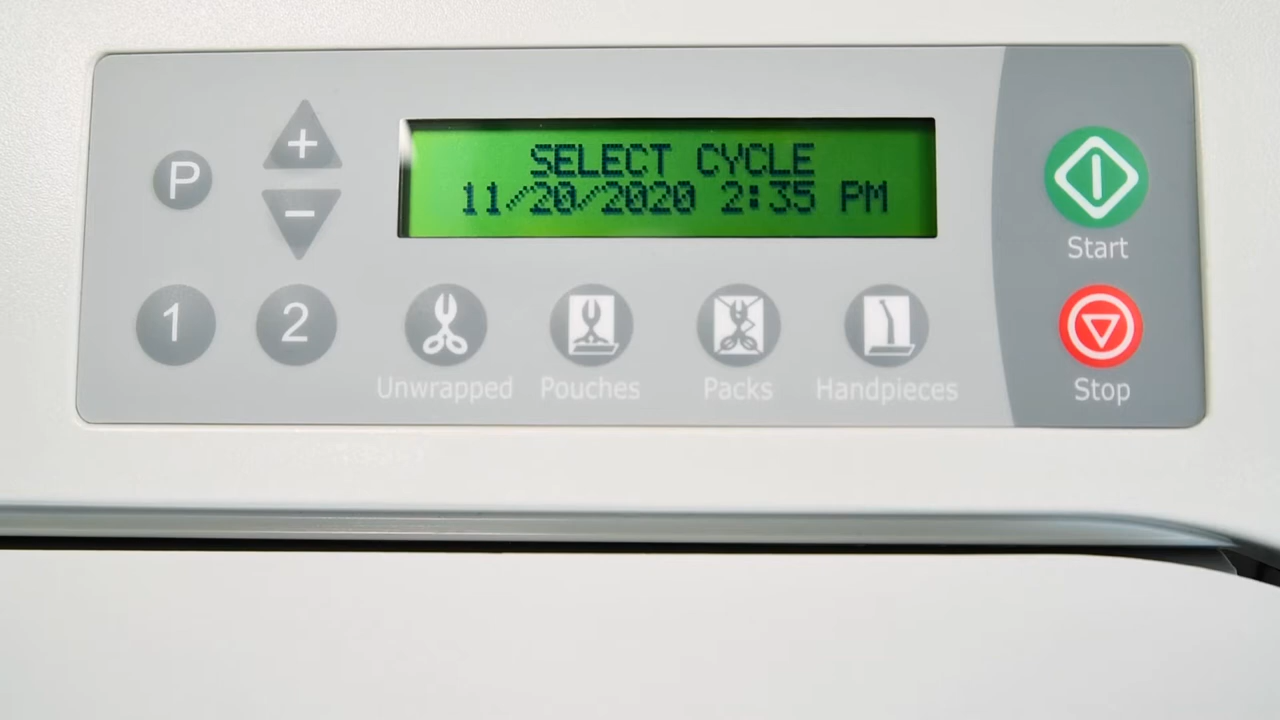 SELECT CYCLE
11/20/2020 2:35 PM
P
+
−
1
2
Unwrapped
Pouches
Packs
Handpieces
Start
Stop